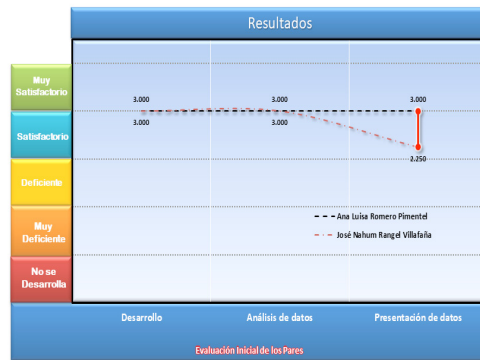 Resultados
Muy
Satisfactorio
Satisfactorio
Deficiente
Muy
Deficiente
No se
Desarrolla
3.000
3.000
3.000
3.000
3.000
2.250
Ana Luisa Romero Pimentel
José Nahum Rangel Villafaña
Desarrollo
Análisis de datos
Presentación de datos
Evaluación Inicial de los Pares